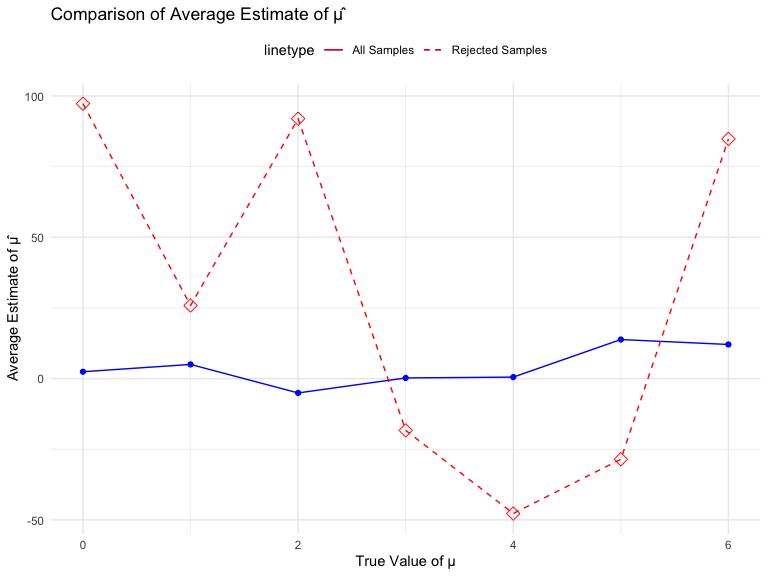 Comparison of Average Estimate of μ̂
linetype All Samples Rejected Samples
100
50
0
-50
Average Estimate of μ̂
0 2 4 6
True Value of μ